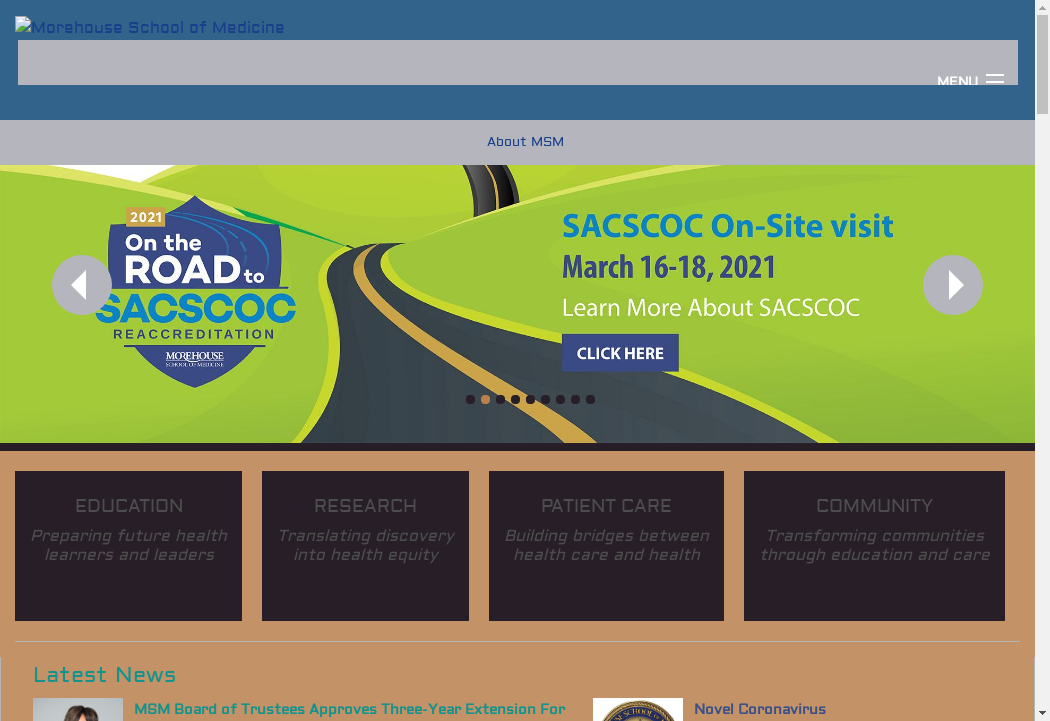 Morehouse School of Medicine
MENU
About MSM
2021
On the
ROAD to
SACSCOC
REACCREDITATION
MOREHOUSE
SCHOOL OF MEDICINE
SACSCOC On-Site visit
March 16-18, 2021
Learn More About SACSCOC
CLICK HERE
EDUCATION
Preparing future health
learners and leaders
RESEARCH
Translating discovery
into health equity
PATIENT CARE
Building bridges between
health care and health
COMMUNITY
Transforming communities
through education and care
Latest News
MSM Board of Trustees Approves Three-Year Extension For
Novel Coronavirus